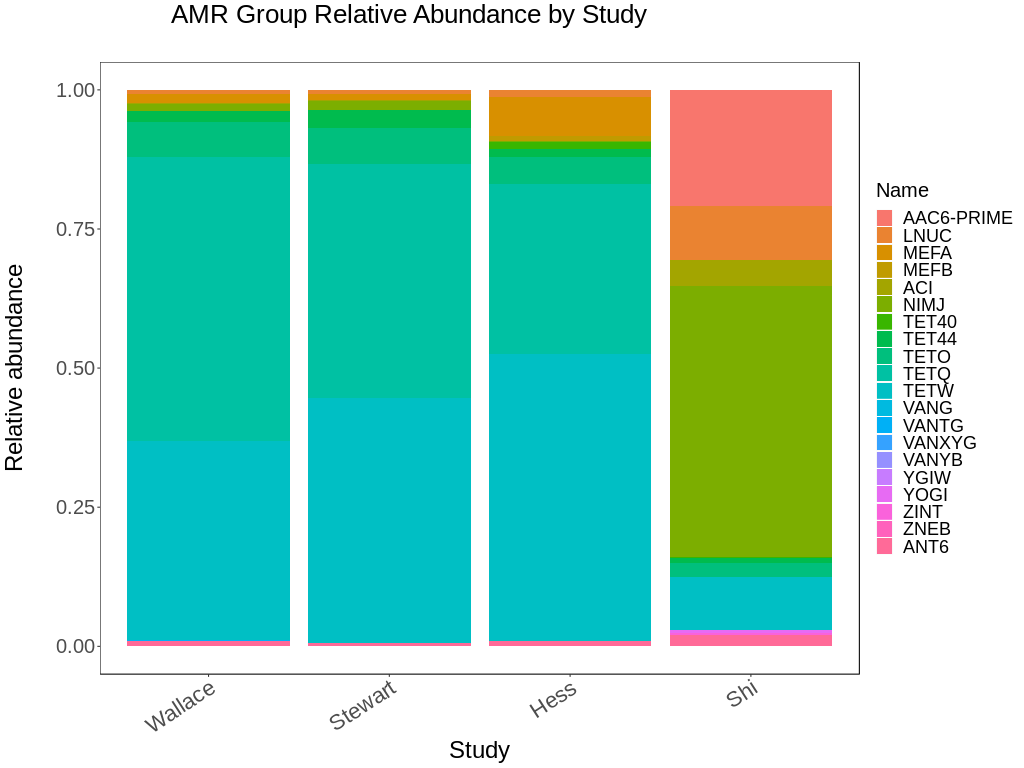 AMR Group Relative Abundance by Study
Relative abundance
1.00
0.75
0.50
0.25
0.00
Wallace
Stewart
Hess
Shi
Study
Name
AAC6-PRIME
LNUC
MEFA
MEFB
ACI
NIMJ
TET40
TET44
TETO
TETQ
TETW
VANG
VANTG
VANXYG
VANYB
YGIW
YOGI
ZINT
ZNEB
ANT6